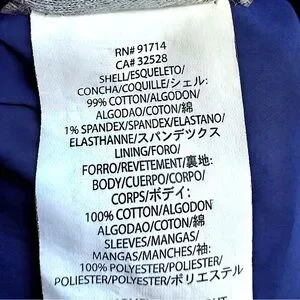 RN# 91714
CA# 32528
SHELL/ESQUELETO/
CONCHA/COQUILLE/シェル:
99% COTTON/ALGODON/
ALGODAO/COTON/綿
1% SPANDEX/SPANDEX/ELASTANO/
ELASTHANNE/スパンデックス
LINING/FORO/
FORRO/REVETEMENT/裏地:
BODY/CUERPO/CORPO/
CORPS/ボディ:
100% COTTON/ALGODON
ALGODAO/COTON/綿
SLEEVES/MANGAS/
MANGAS/MANCHES/袖:
100% POLYESTER/POLIESTER/
POLIESTER/POLYESTER/ポリエステル